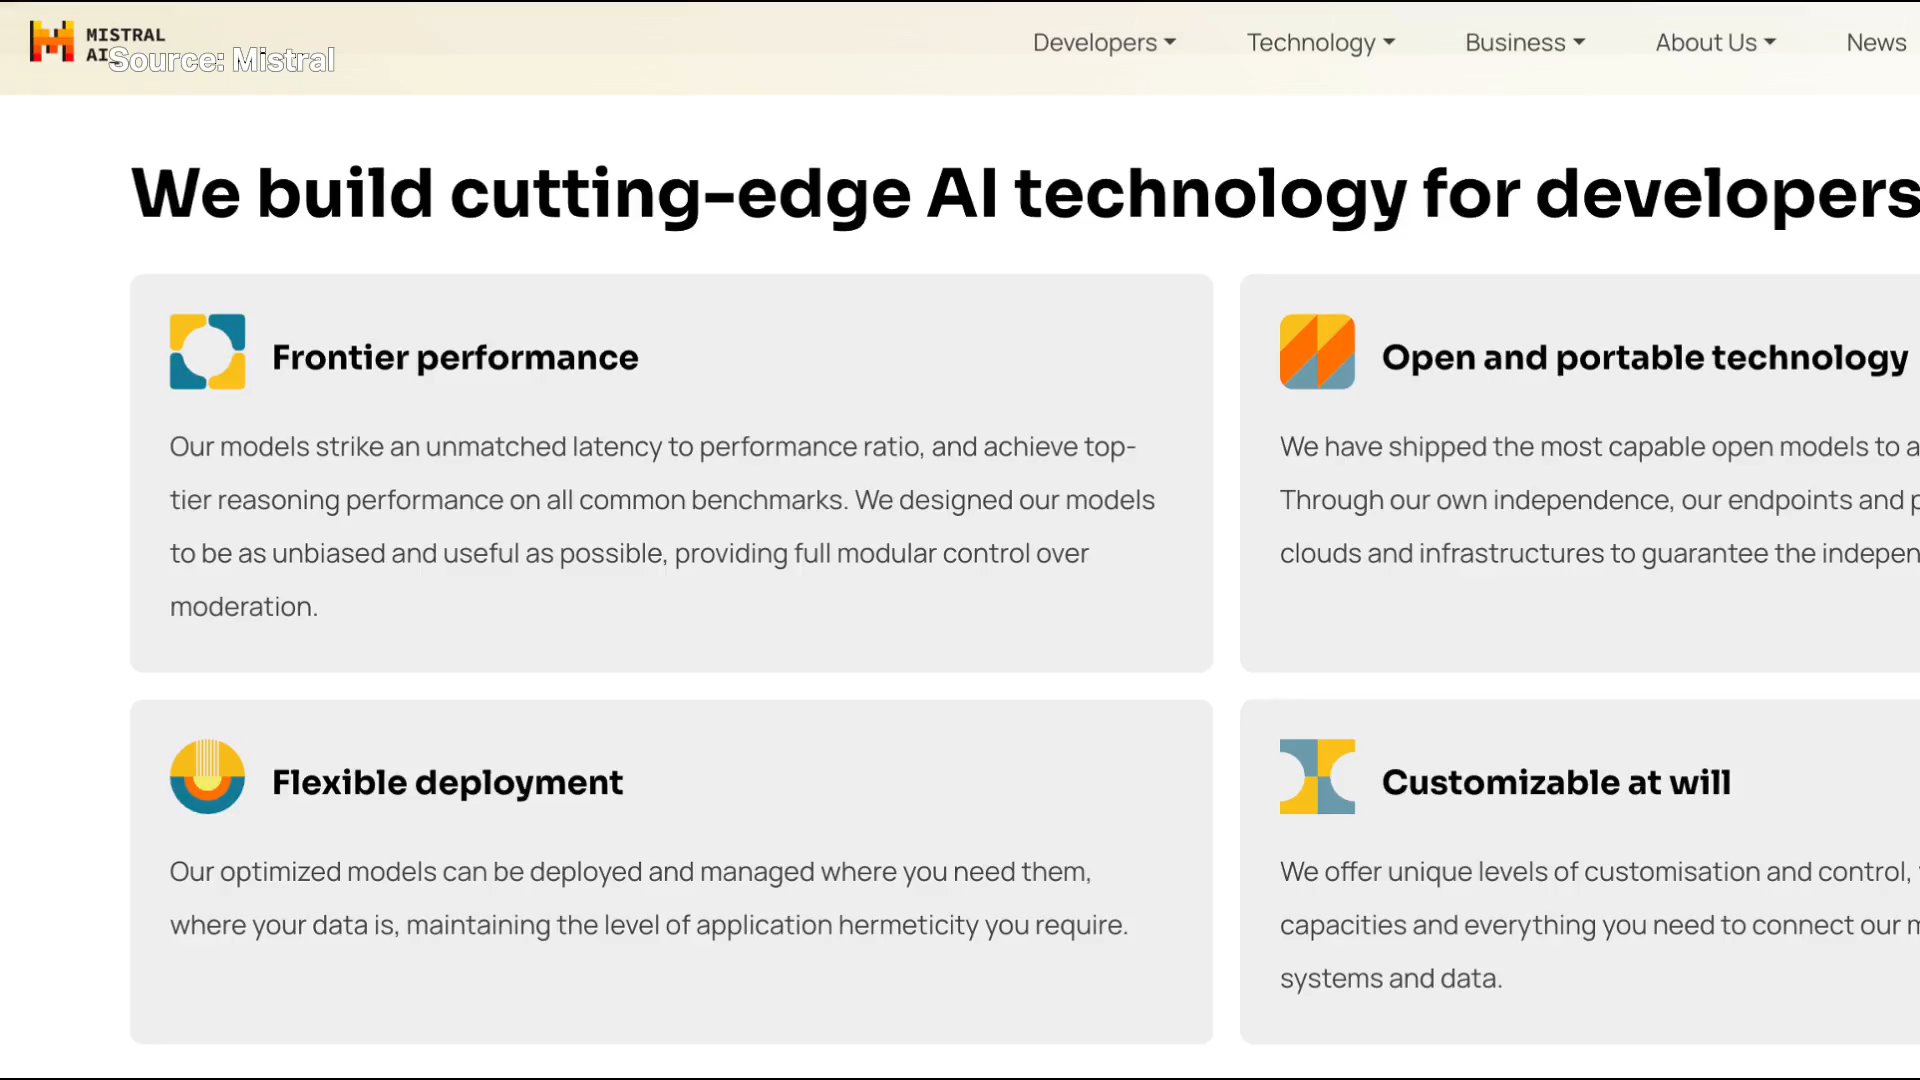 MISTRAL
AI
Source: Mistral
Developers
Technology
Business
About Us
News
We build cutting-edge AI technology for developers
Frontier performance
Our models strike an unmatched latency to performance ratio, and achieve top-
tier reasoning performance on all common benchmarks. We designed our models
to be as unbiased and useful as possible, providing full modular control over
moderation.
Open and portable technology
We have shipped the most capable open models to a
Through our own independence, our endpoints and p
clouds and infrastructures to guarantee the indepen
Flexible deployment
Our optimized models can be deployed and managed where you need them,
where your data is, maintaining the level of application hermeticity you require.
Customizable at will
We offer unique levels of customisation and control,
capacities and everything you need to connect our m
systems and data.